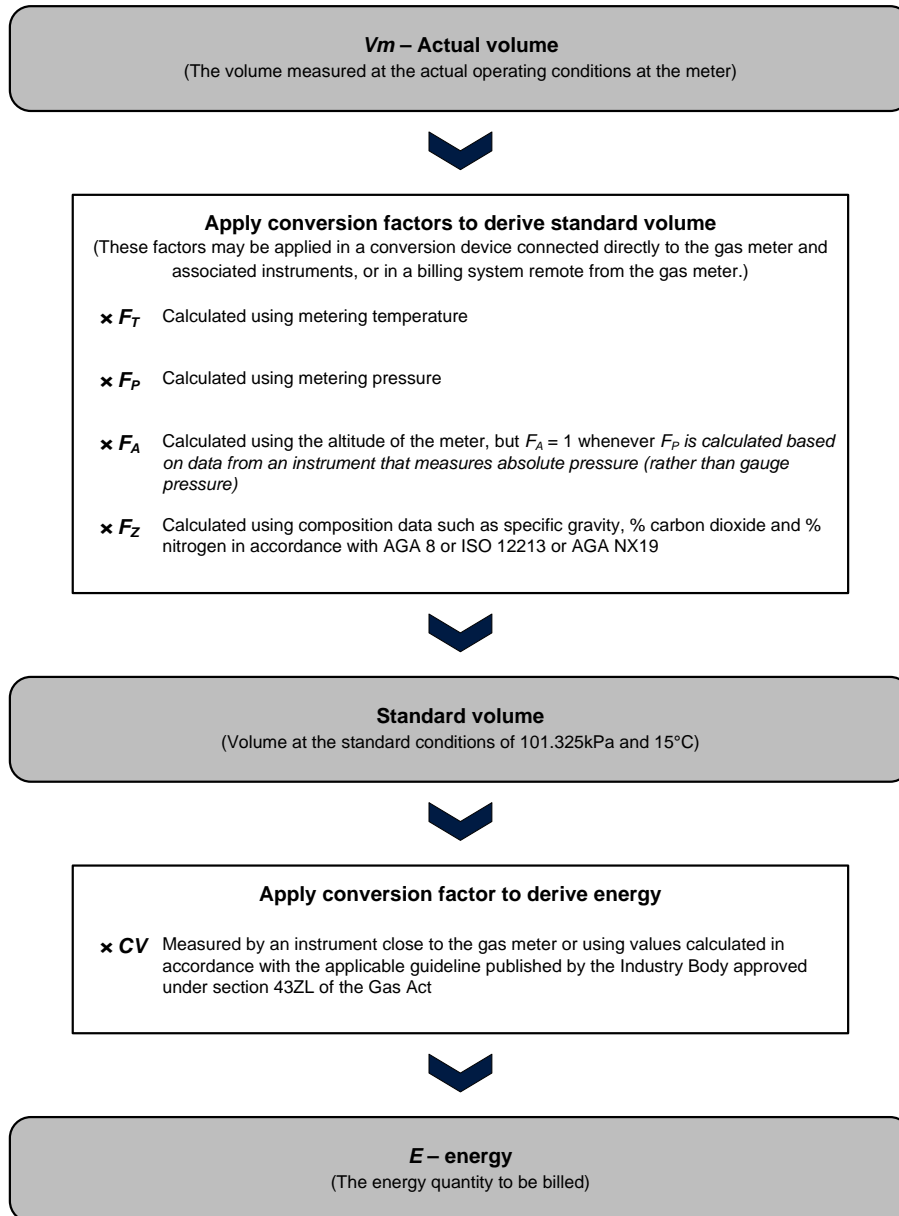 Vm – Actual volume
(The volume measured at the actual operating conditions at the meter)
Apply conversion factors to derive standard volume
(These factors may be applied in a conversion device connected directly to the gas meter and
associated instruments, or in a billing system remote from the gas meter.)
× FT Calculated using metering temperature
× FP Calculated using metering pressure
× FA Calculated using the altitude of the meter, but FA = 1 whenever FP is calculated based
on data from an instrument that measures absolute pressure (rather than gauge
pressure)
× FZ Calculated using composition data such as specific gravity, % carbon dioxide and %
nitrogen in accordance with AGA 8 or ISO 12213 or AGA NX19
Standard volume
(Volume at the standard conditions of 101.325kPa and 15°C)
Apply conversion factor to derive energy
× CV Measured by an instrument close to the gas meter or using values calculated in
accordance with the applicable guideline published by the Industry Body approved
under section 43ZL of the Gas Act
E – energy
(The energy quantity to be billed)